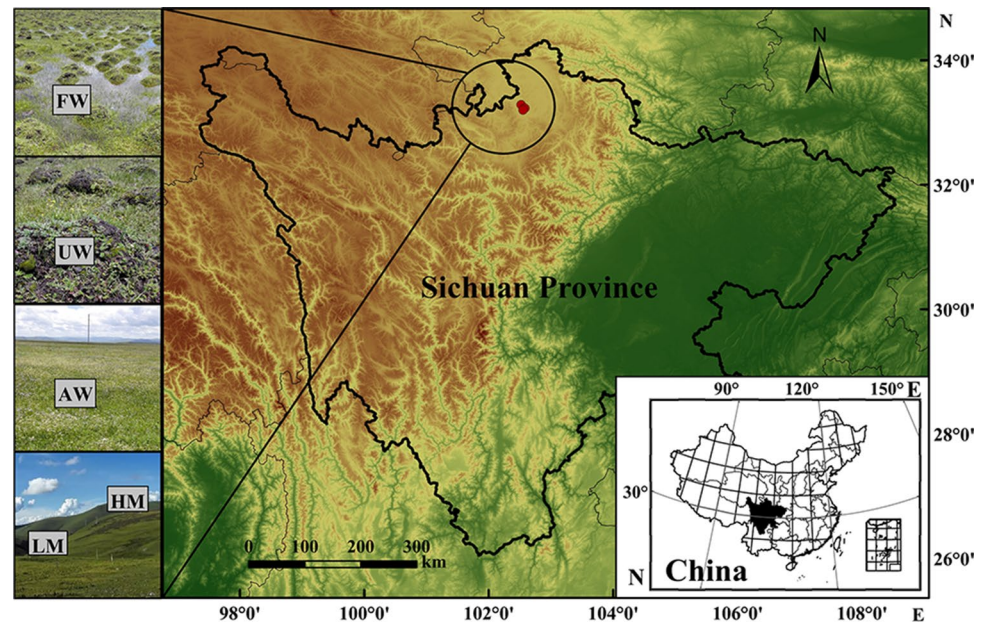 FW
UW
AW
HM
LM
N
N
34°0'
32°0'
30°0'
28°0'
26°0'
Sichuan Province
0 100 200 300
km
98°0' 100°0' 102°0' 104°0' 106°0' 108°0' E
90° 120° 150° E
30°
N
China